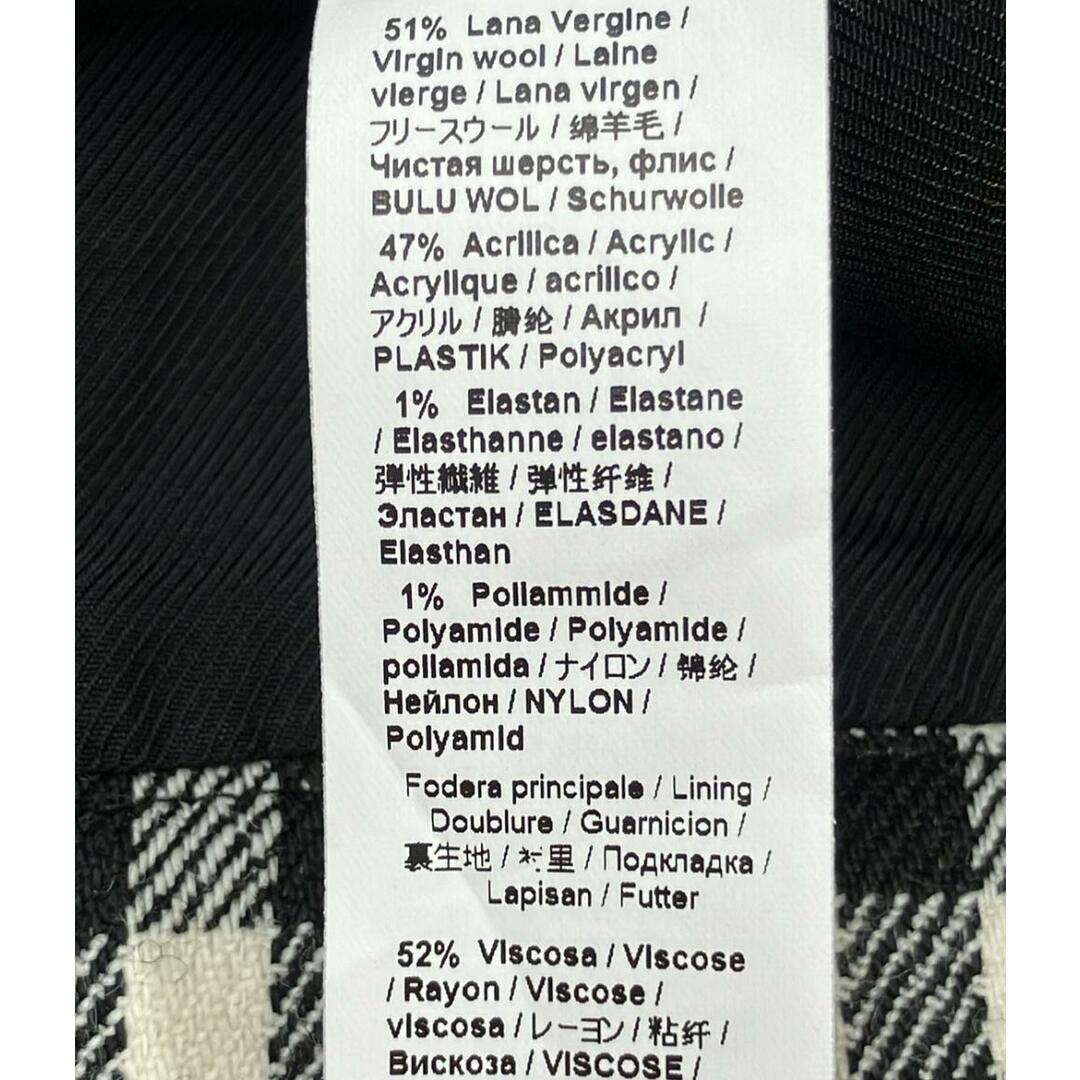 51% Lana Vergine /
Virgin wool / Laine
vierge / Lana virgen /
フリースウール / 绵羊毛 /
Чистая шерсть, флис /
BULU WOL / Schurwolle
47% Acrilica / Acrylic /
Acrylique / acrílico /
アクリル / 腈纶 / Акрил /
PLASTIK / Polyacryl
1% Elastan / Elastane
/ Elasthanne / elastano /
弾性繊維 / 弹性纤维 /
Эластан / ELASDANE /
Elasthan
1% Poliammide /
Polyamide / Polyamide /
poliamida / ナイロン / 锦纶 /
Нейлон / NYLON /
Polyamid
Fodera principale / Lining /
Doublure / Guarnicion /
裏生地 / 衬里 / Подкладка /
Lapisan / Futter
52% Viscosa / Viscose
/ Rayon / Viscose /
viscosa / レーヨン / 粘纤 /
Вискоза / VISCOSE /